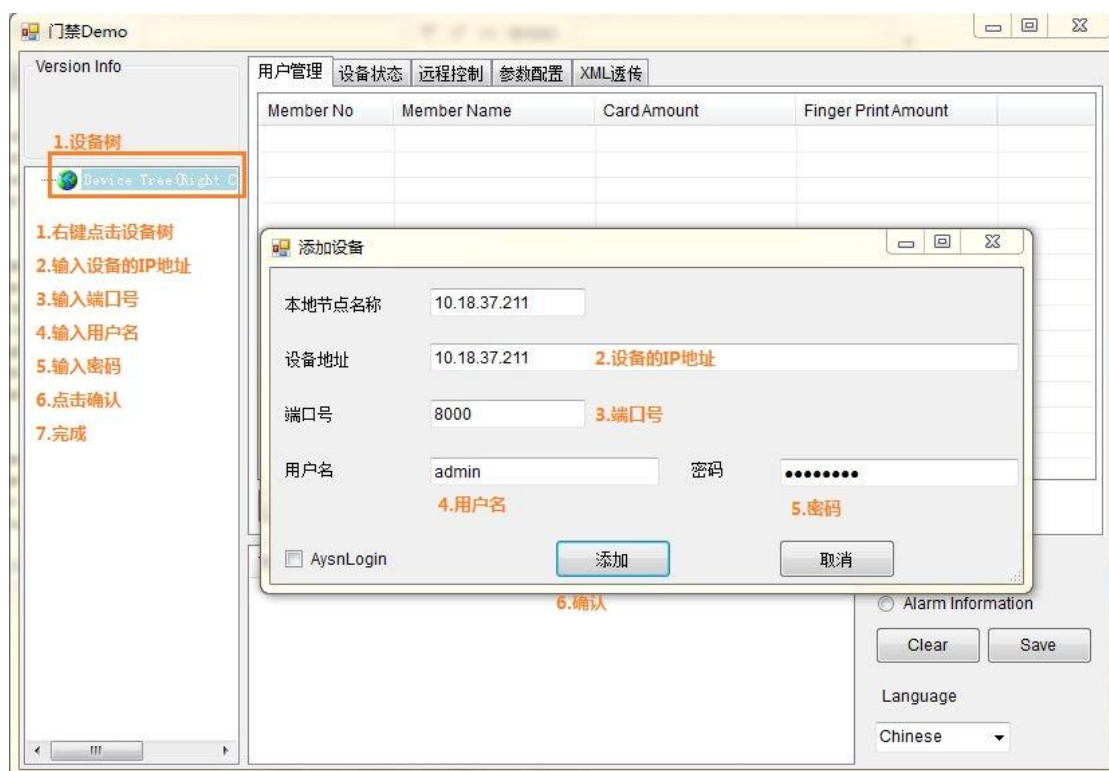 门禁Demo
Version Info
用户管理 设备状态 远程控制 参数配置 XML透传
Member No Member Name Card Amount Finger Print Amount
1.设备树
Device Tree(Right C
1.右键点击设备树
2.输入设备的IP地址
3.输入端口号
4.输入用户名
5.输入密码
6.点击确认
7.完成
添加设备
本地节点名称 10.18.37.211
设备地址 10.18.37.211 2.设备的IP地址
端口号 8000 3.端口号
用户名 admin 密码
4.用户名 5.密码
AysnLogin 添加 取消
6.确认
Alarm Information
Clear Save
Language
Chinese